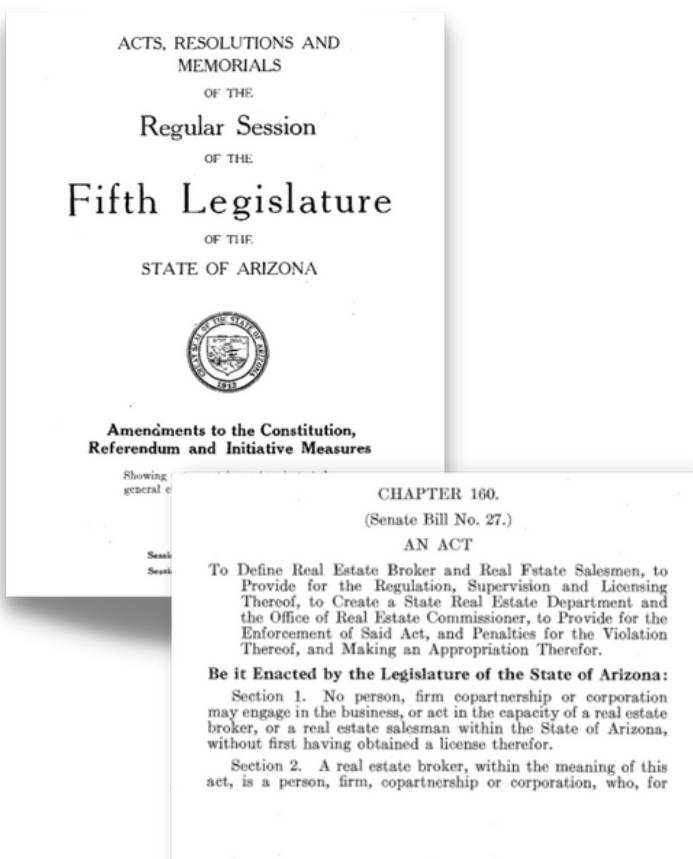 ACTS, RESOLUTIONS AND
MEMORIALS
OF THE
Regular Session
OF THE
Fifth Legislature
OF THE
STATE OF ARIZONA
GREAT SEAL OF THE STATE OF ARIZONA
1912
Amendments to the Constitution,
Referendum and Initiative Measures
Showing
general
CHAPTER 160.
(Senate Bill No. 27.)
AN ACT
To Define Real Estate Broker and Real Fstate Salesmen, to
Provide for the Regulation, Supervision and Licensing
Thereof, to Create a State Real Estate Department and
the Office of Real Estate Commissioner, to Provide for the
Enforcement of Said Act, and Penalties for the Violation
Thereof, and Making an Appropriation Therefor.
Be it Enacted by the Legislature of the State of Arizona:
Section 1. No person, firm copartnership or corporation
may engage in the business, or act in the capacity of a real estate
broker, or a real estate salesman within the State of Arizona,
without first having obtained a license therefor.
Section 2. A real estate broker, within the meaning of this
act, is a person, firm, copartnership or corporation, who, for